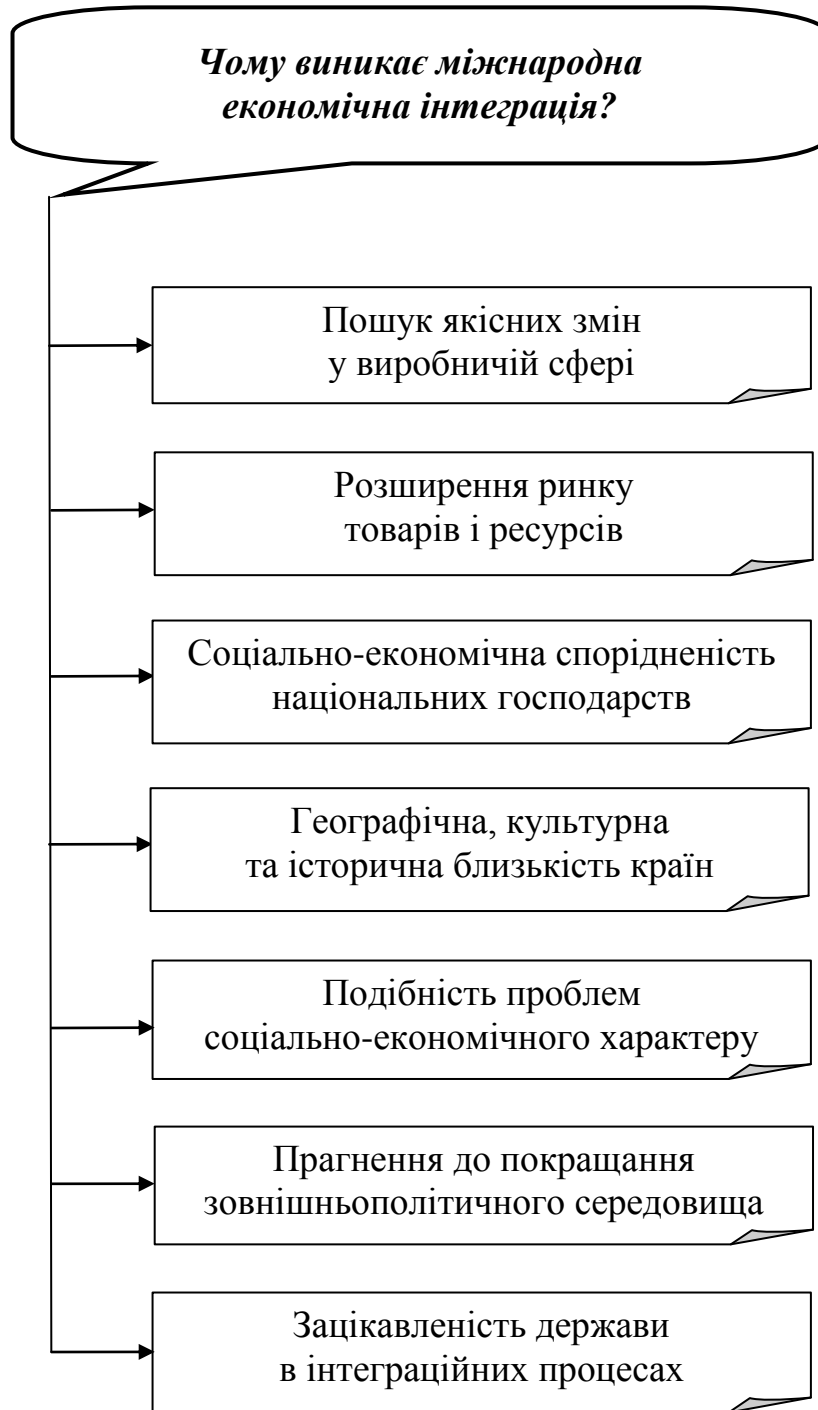 Чому виникає міжнародна
економічна інтеграція?
Пошук якісних змін
у виробничій сфері
Розширення ринку
товарів і ресурсів
Соціально-економічна спорідненість
національних господарств
Географічна, культурна
та історична близькість країн
Подібність проблем
соціально-економічного характеру
Прагнення до покращання
зовнішньополітичного середовища
Зацікавленість держави
в інтеграційних процесах